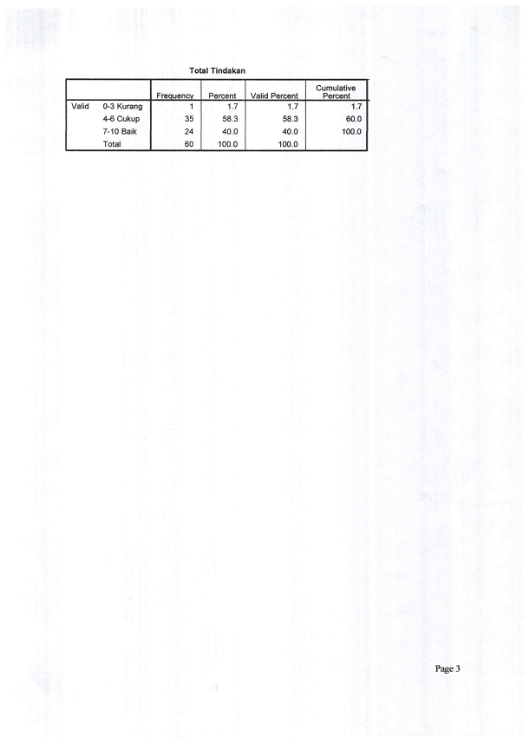 Total Tindakan
Frequency Percent Valid Percent Cumulative Percent
Valid 0-3 Kurang 1 1.7 1.7 1.7
4-6 Cukup 35 58.3 58.3 60.0
7-10 Baik 24 40.0 40.0 100.0
Total 60 100.0 100.0
Page 3